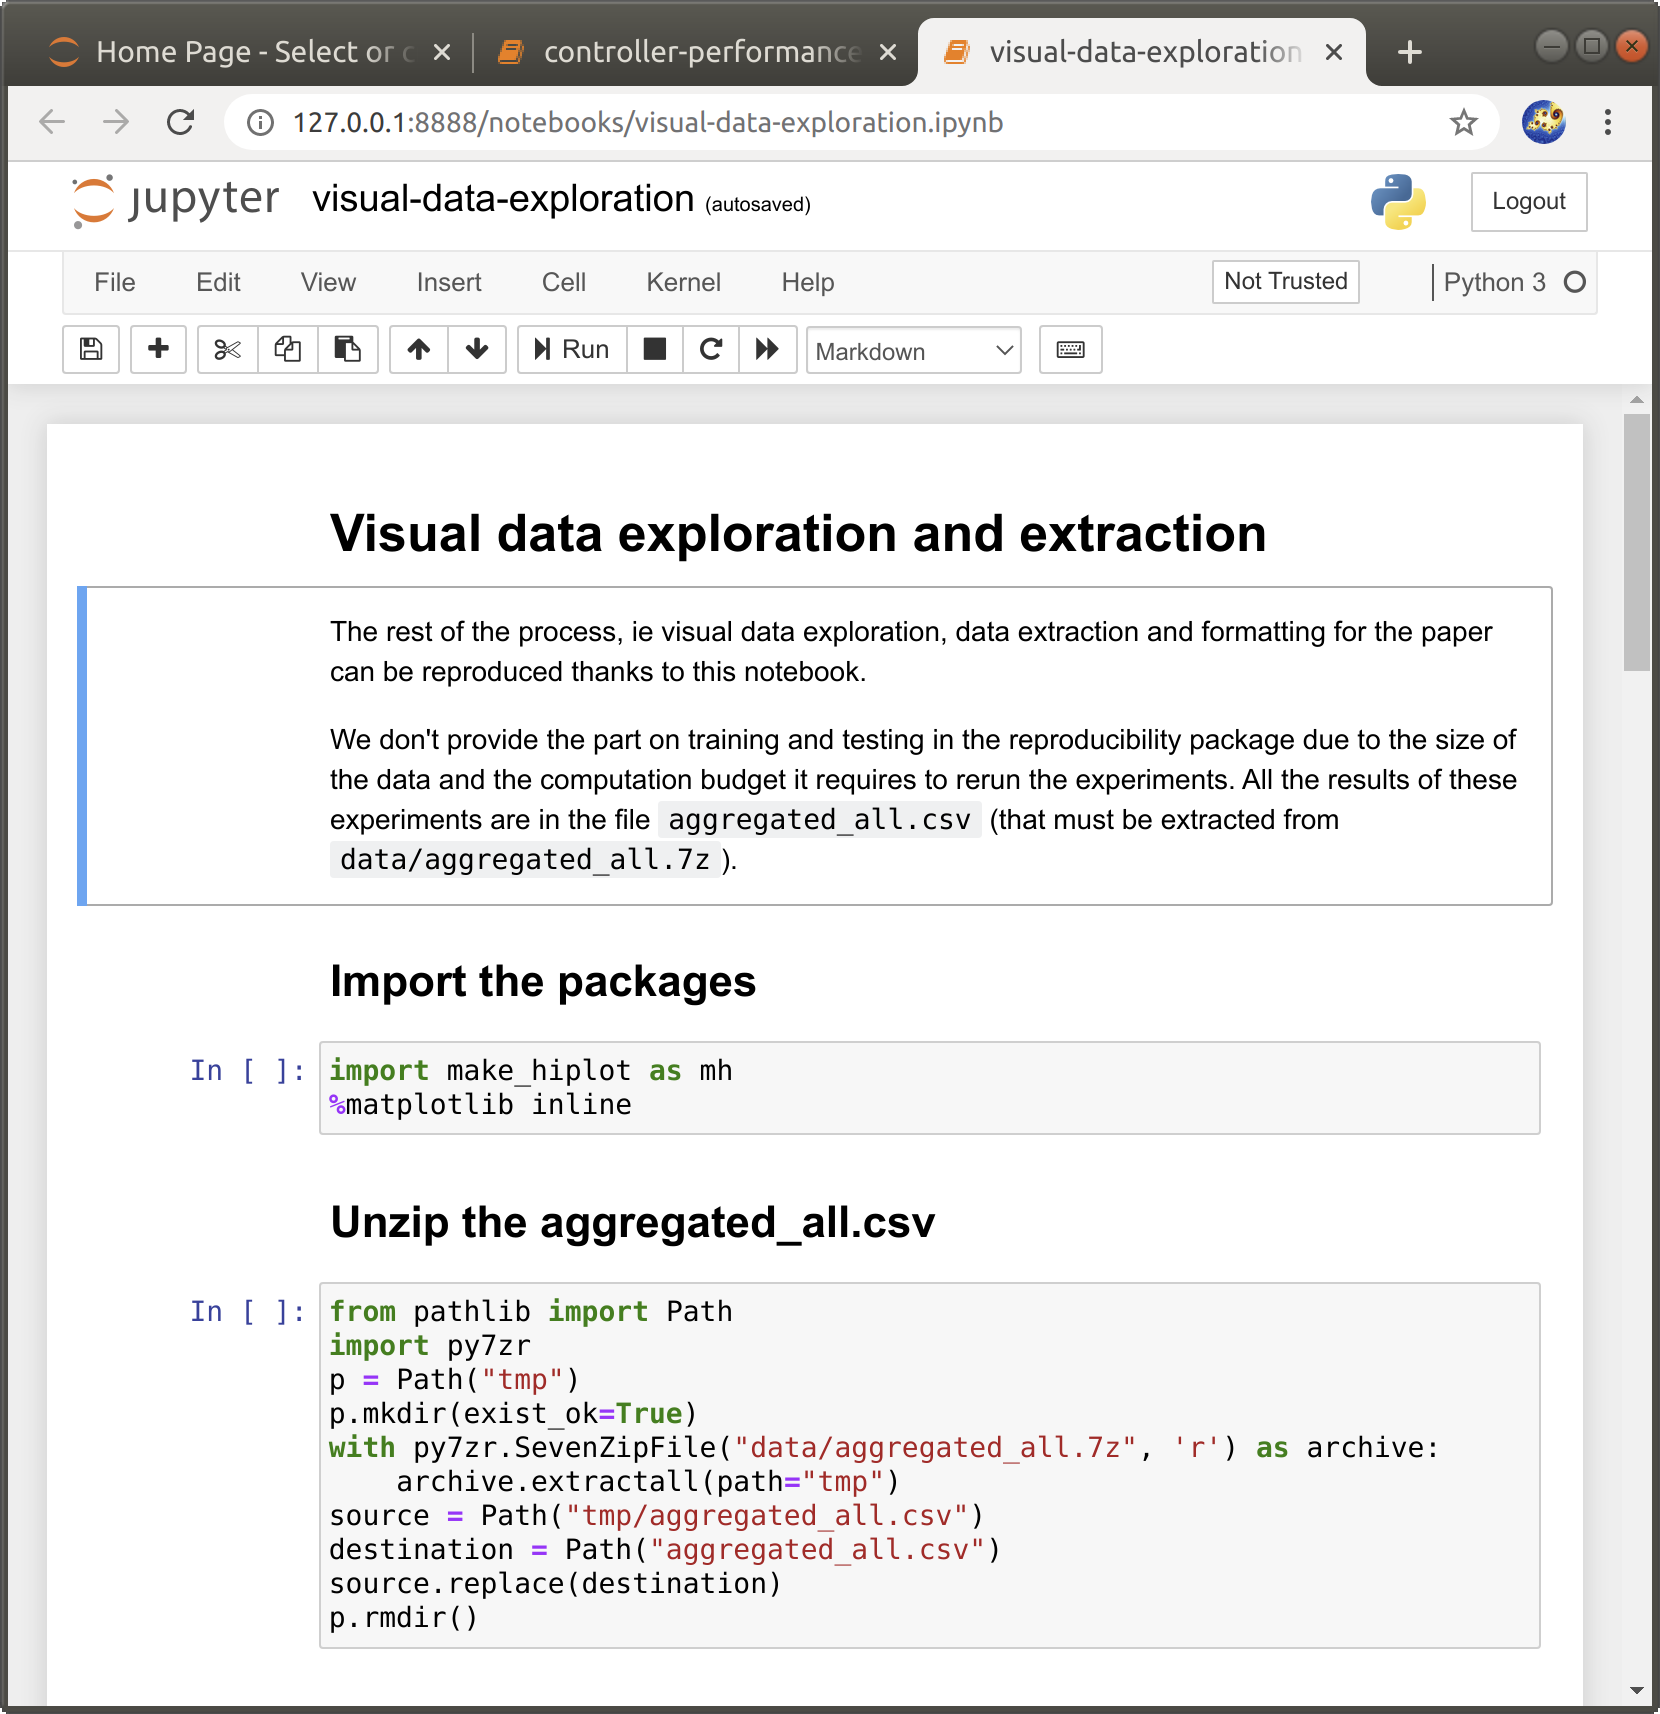 Home Page - Select or c
controller-performance
visual-data-exploration
127.0.0.1:8888/notebooks/visual-data-exploration.ipynb
jupyter visual-data-exploration (autosaved)
Logout
File Edit View Insert Cell Kernel Help Not Trusted Python 3
Run Markdown
Visual data exploration and extraction
The rest of the process, ie visual data exploration, data extraction and formatting for the paper
can be reproduced thanks to this notebook.
We don't provide the part on training and testing in the reproducibility package due to the size of
the data and the computation budget it requires to rerun the experiments. All the results of these
experiments are in the file aggregated_all.csv (that must be extracted from
data/aggregated_all.7z ).
Import the packages
In [ ]: import make_hiplot as mh
%matplotlib inline
Unzip the aggregated_all.csv
In [ ]: from pathlib import Path
import py7zr
p = Path("tmp")
p.mkdir(exist_ok=True)
with py7zr.SevenZipFile("data/aggregated_all.7z", 'r') as archive:
    archive.extractall(path="tmp")
source = Path("tmp/aggregated_all.csv")
destination = Path("aggregated_all.csv")
source.replace(destination)
p.rmdir()